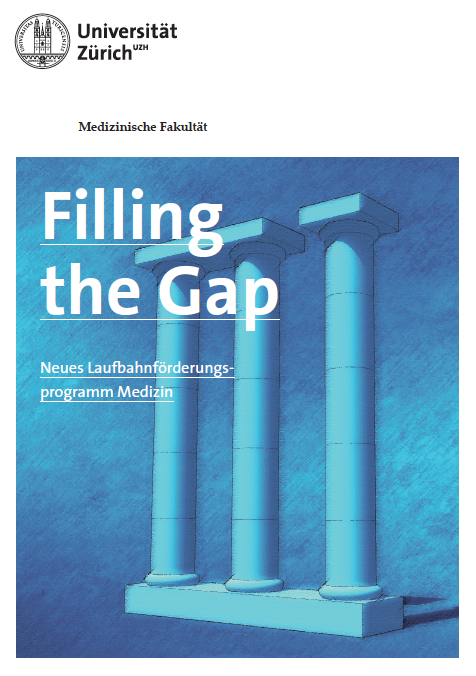 Universität
Zürich UZH
Medizinische Fakultät
Filling
the Gap
Neues Laufbahnförderungs-
programm Medizin